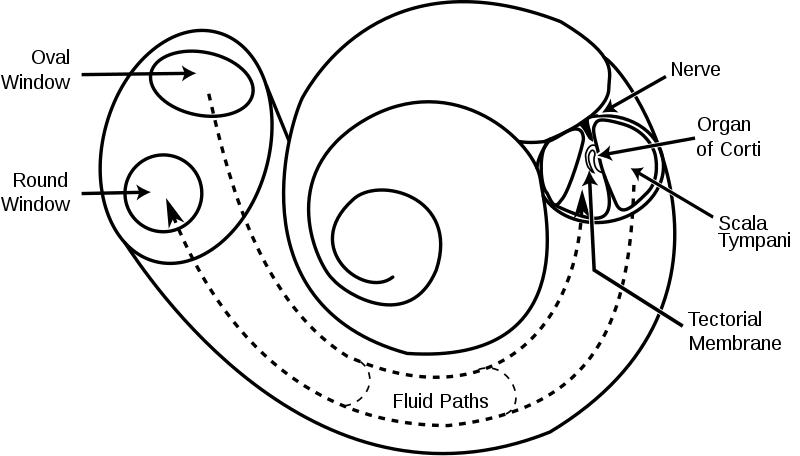 Oval
Window
Round
Window
Nerve
Organ
of Corti
Scala
Tympani
Tectorial
Membrane
Fluid Paths